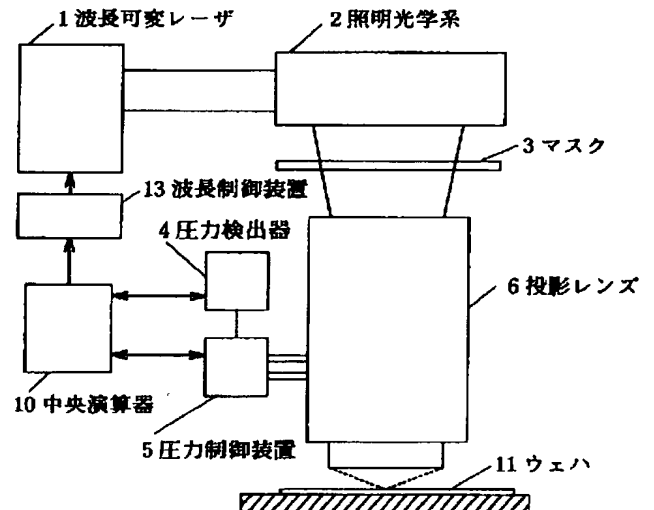 1 波長可変レーザ
2 照明光学系
3 マスク
13 波長制御装置
4 圧力検出器
6 投影レンズ
10 中央演算器
5 圧力制御装置
11 ウェハ